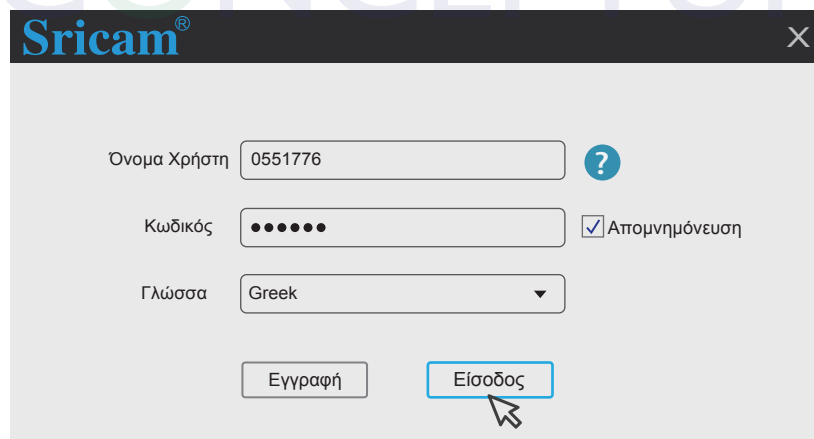 Sricam®
X
Όνομα Χρήστη 0551776 ?
Κωδικός ●●●●●● Απομνημόνευση
Γλώσσα Greek
Εγγραφή Είσοδος